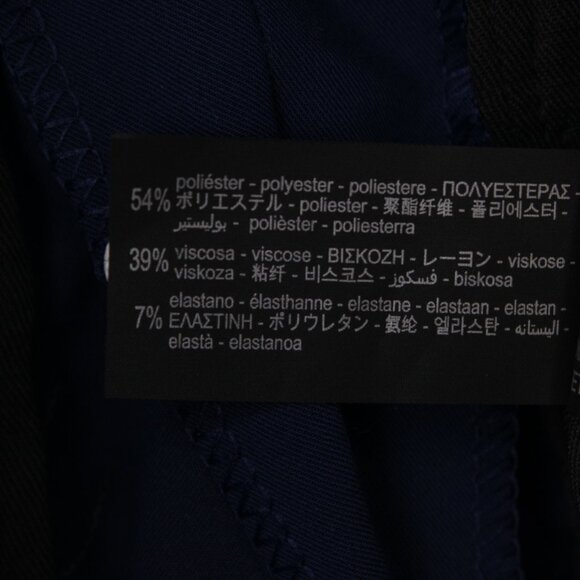 54% poliéster - polyester - poliestere - ΠΟΛΥΕΣΤΕΡΑΣ -
ポリエステル - poliester - 聚酯纤维 - 폴리에스터 -
بوليستير - polièster - poliesterra
39% viscosa - viscose - ΒΙΣΚΟΖΗ - レーヨン - viskose -
viskoza - 粘纤 - 비스코스 - فسكوز - biskosa
7% elastano - élasthanne - elastane - elastaan - elastan -
ΕΛΑΣΤΙΝΗ - ポリウレタン - 氨纶 - 엘라스탄 - اليستانه -
elastà - elastanoa